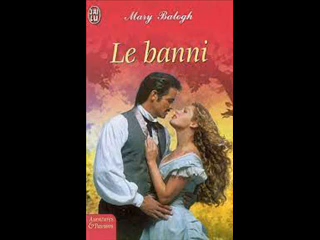 J'AI
LU
Mary Balogh
Le banni
Aventures
& Passions